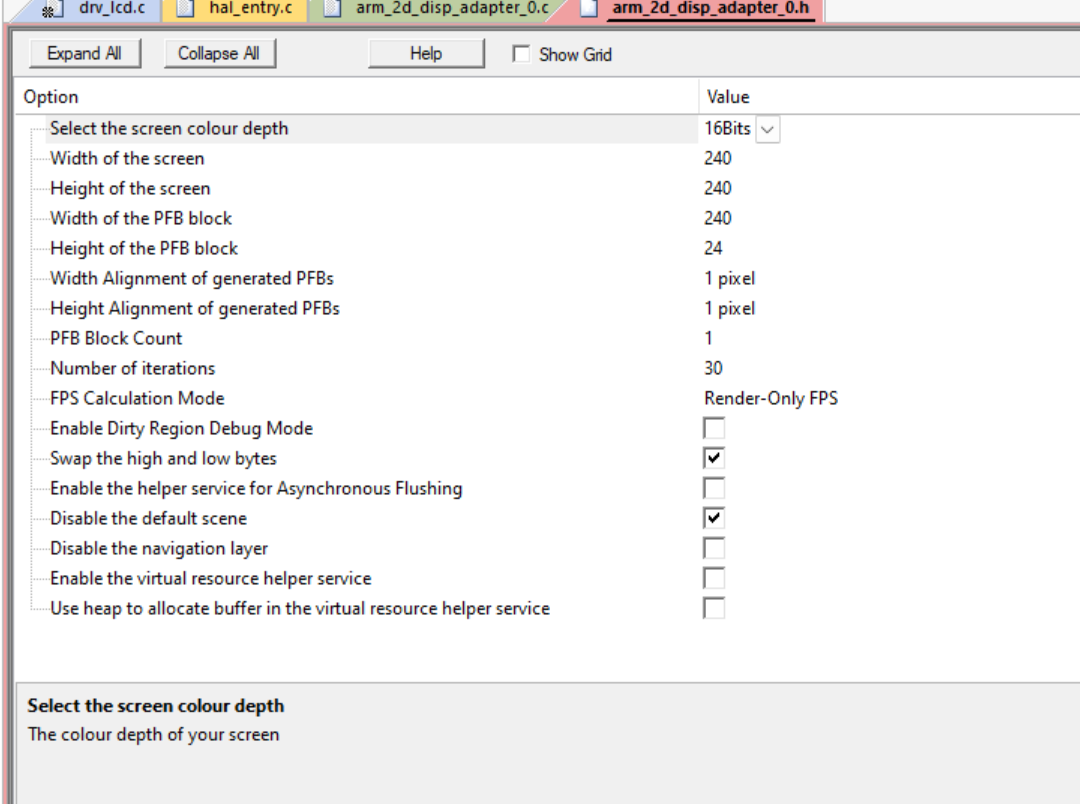 drv_lcd.c hal_entry.c arm_2d_disp_adapter_0.c arm_2d_disp_adapter_0.h
Expand All Collapse All Help Show Grid
Option Value
Select the screen colour depth 16Bits
Width of the screen 240
Height of the screen 240
Width of the PFB block 240
Height of the PFB block 24
Width Alignment of generated PFBs 1 pixel
Height Alignment of generated PFBs 1 pixel
PFB Block Count 1
Number of iterations 30
FPS Calculation Mode Render-Only FPS
Enable Dirty Region Debug Mode
Swap the high and low bytes
Enable the helper service for Asynchronous Flushing
Disable the default scene
Disable the navigation layer
Enable the virtual resource helper service
Use heap to allocate buffer in the virtual resource helper service
Select the screen colour depth
The colour depth of your screen